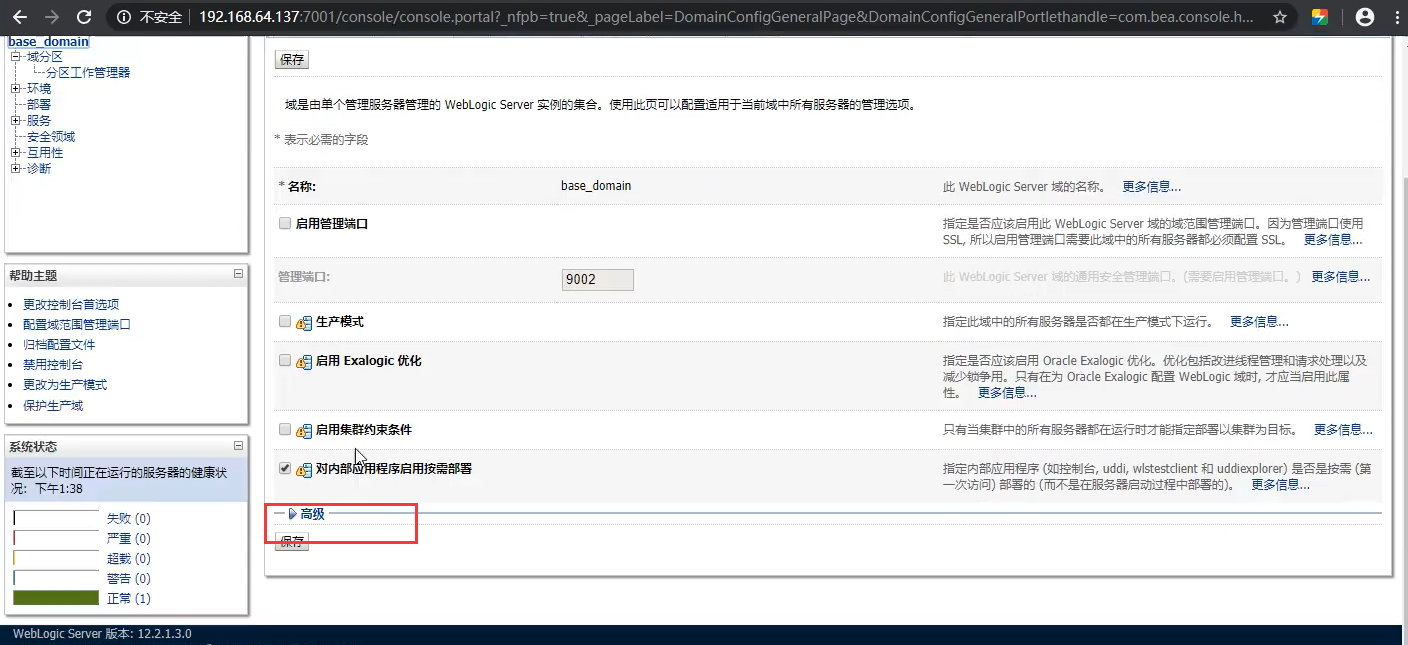 不安全 192.168.64.137:7001/console/console.portal?_nfpb=true&_pageLabel=DomainConfigGeneralPage&DomainConfigGeneralPortlethandle=com.bea.console.h...
base_domain
域分区
分区工作管理器
环境
部署
服务
安全领域
互用性
诊断
帮助主题
更改控制台首选项
配置域范围管理端口
归档配置文件
禁用控制台
更改为生产模式
保护生产域
系统状态
截至以下时间正在运行的服务器的健康状
况: 下午1:38
失败 (0)
严重 (0)
超载 (0)
警告 (0)
正常 (1)
保存
域是由单个管理服务器管理的 WebLogic Server 实例的集合。使用此页可以配置适用于当前域中所有服务器的管理选项。
* 表示必需的字段
* 名称: base_domain 此 WebLogic Server 域的名称。 更多信息...
启用管理端口 指定是否应该启用此 WebLogic Server 域的域范围管理端口。因为管理端口使用
SSL, 所以启用管理端口需要此域中的所有服务器都必须配置 SSL。 更多信息...
管理端口: 9002 此 WebLogic Server 域的通用安全管理端口。(需要启用管理端口。) 更多信息...
生产模式 指定此域中的所有服务器是否都在生产模式下运行。 更多信息...
启用 Exalogic 优化 指定是否应该启用 Oracle Exalogic 优化。优化包括改进线程管理和请求处理以及
减少锁争用。只有在为 Oracle Exalogic 配置 WebLogic 域时, 才应当启用此属
性。 更多信息...
启用集群约束条件 只有当集群中的所有服务器都在运行时才能指定部署以集群为目标。 更多信息...
对内部应用程序启用按需部署 指定内部应用程序 (如控制台, uddi, wlstestclient 和 uddiexplorer) 是否是按需 (第
一次访问) 部署的 (而不是在服务器启动过程中部署的)。 更多信息...
高级
保存
WebLogic Server 版本: 12.2.1.3.0